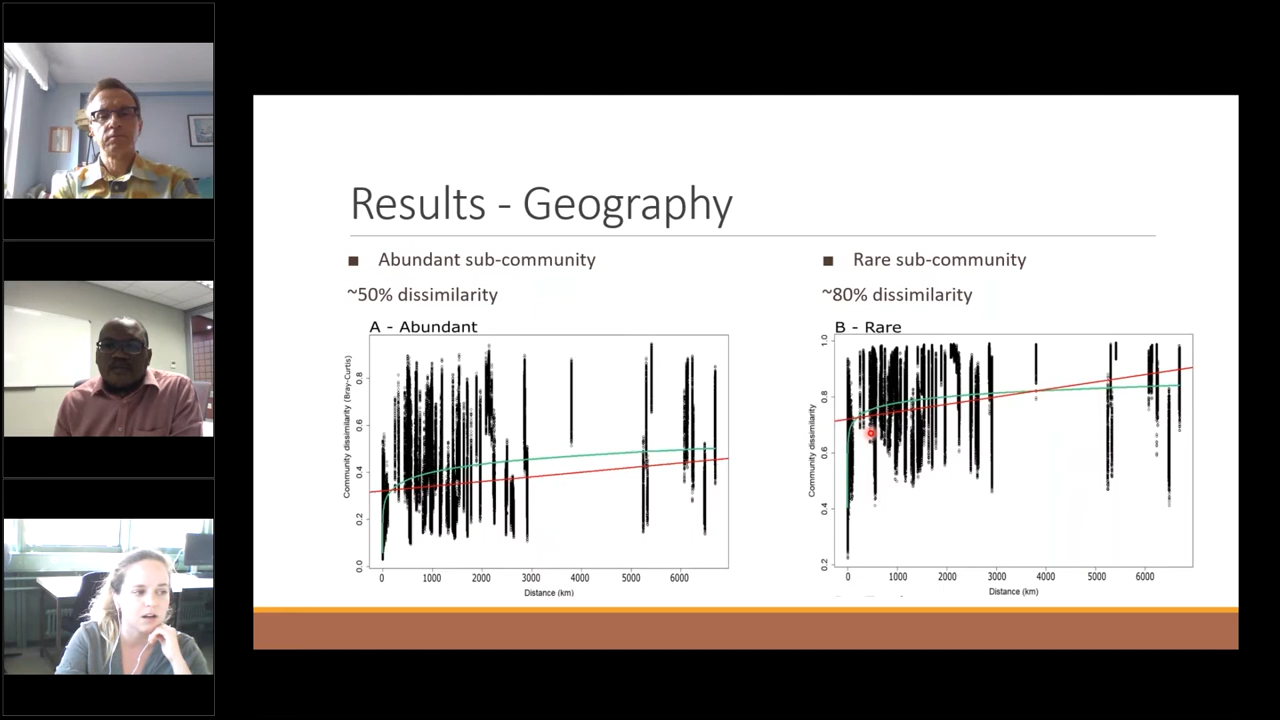 Results - Geography
■ Abundant sub-community
~50% dissimilarity
A - Abundant
Community dissimilarity (Bray-Curtis)
0.8
0.6
0.4
0.2
0.0
0 1000 2000 3000 4000 5000 6000
Distance (km)
■ Rare sub-community
~80% dissimilarity
B - Rare
Community dissimilarity
1.0
0.8
0.6
0.4
0.2
0 1000 2000 3000 4000 5000 6000
Distance (km)